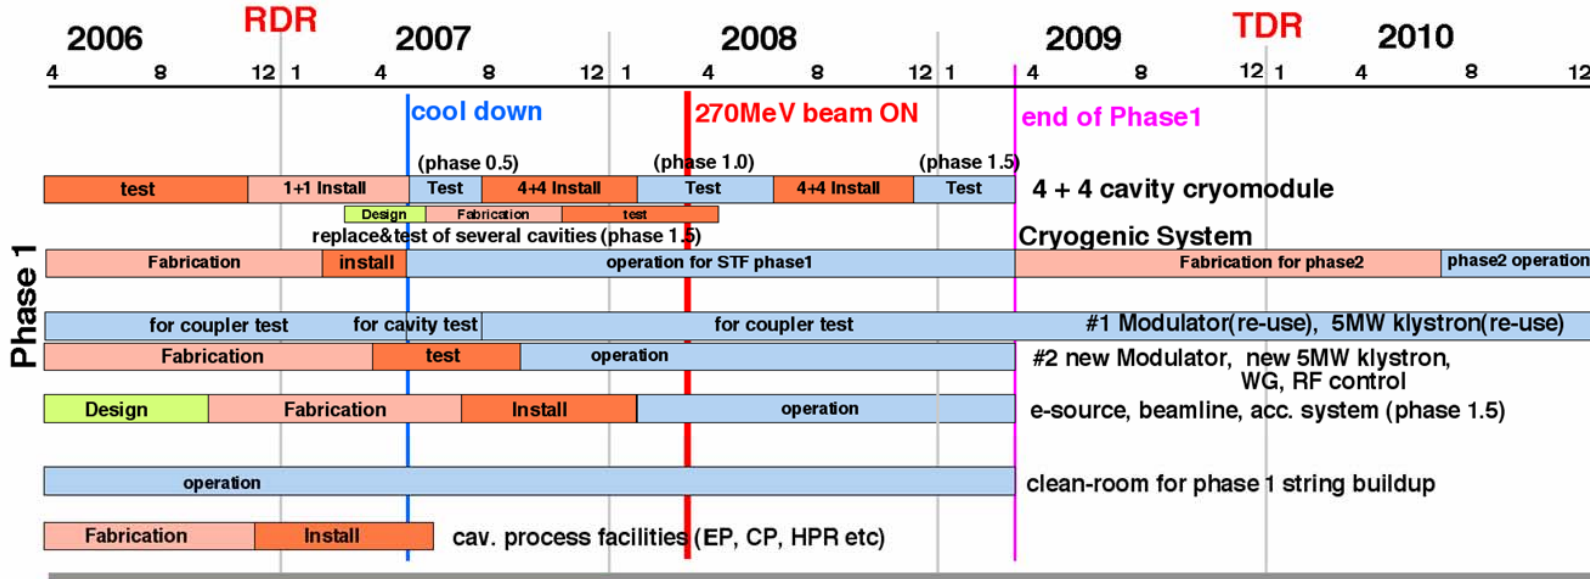 RDR TDR
2006 2007 2008 2009 2010
4 8 12 1 4 8 12 1 4 8 12 1 4 8 12 1 4 8 12
cool down 270MeV beam ON end of Phase1
(phase 0.5) (phase 1.0) (phase 1.5)
test 1+1 Install Test 4+4 Install Test 4+4 Install Test 4 + 4 cavity cryomodule
Design Fabrication test
replace&test of several cavities (phase 1.5) Cryogenic System
Fabrication install operation for STF phase1 Fabrication for phase2 phase2 operation
Phase 1
for coupler test for cavity test for coupler test #1 Modulator(re-use), 5MW klystron(re-use)
Fabrication test operation #2 new Modulator, new 5MW klystron,
WG, RF control
Design Fabrication Install operation e-source, beamline, acc. system (phase 1.5)
operation clean-room for phase 1 string buildup
Fabrication Install cav. process facilities (EP, CP, HPR etc)